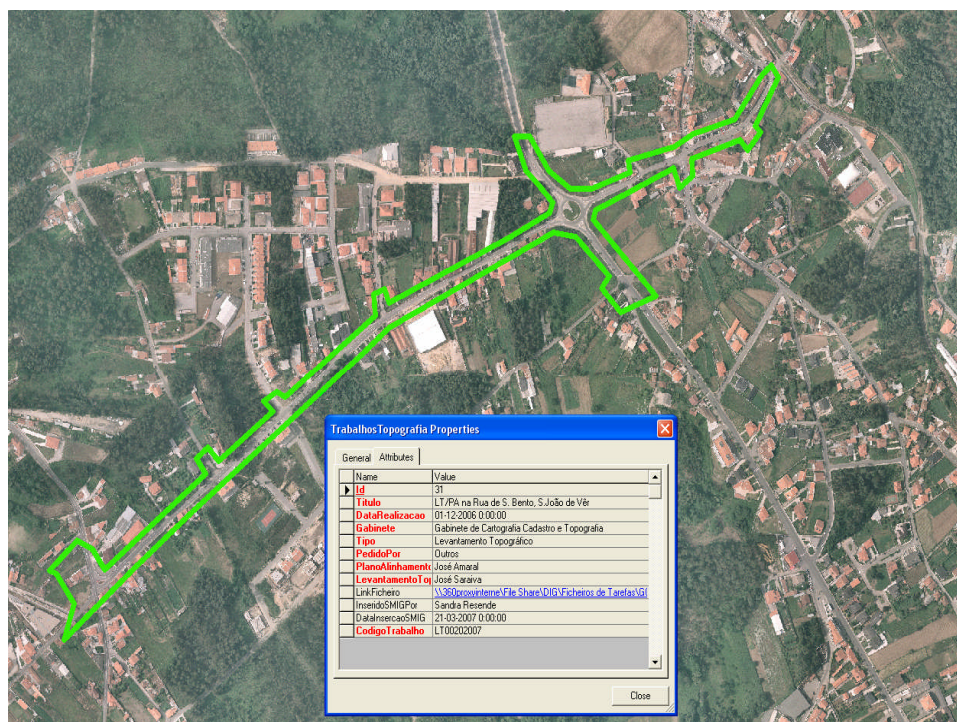 TrabalhosTopografia Properties
General Attributes
Name Value
Id 31
Titulo LT/PA na Rua de S. Bento, S.João de Vêr
DataRealizacao 01-12-2006 0:00:00
Gabinete Gabinete de Cartografia Cadastro e Topografia
Tipo Levantamento Topográfico
PedidoPor Outros
PlanoAlinhamento José Amaral
LevantamentoTop José Saraiva
LinkFicheiro \\360proxvinterne\File Share\DIG\Ficheiros de Tarefas\G(
InseridoSMIGPor Sandra Resende
DataInsercaoSMIG 21-03-2007 0:00:00
CodigoTrabalho LT00202007
Close